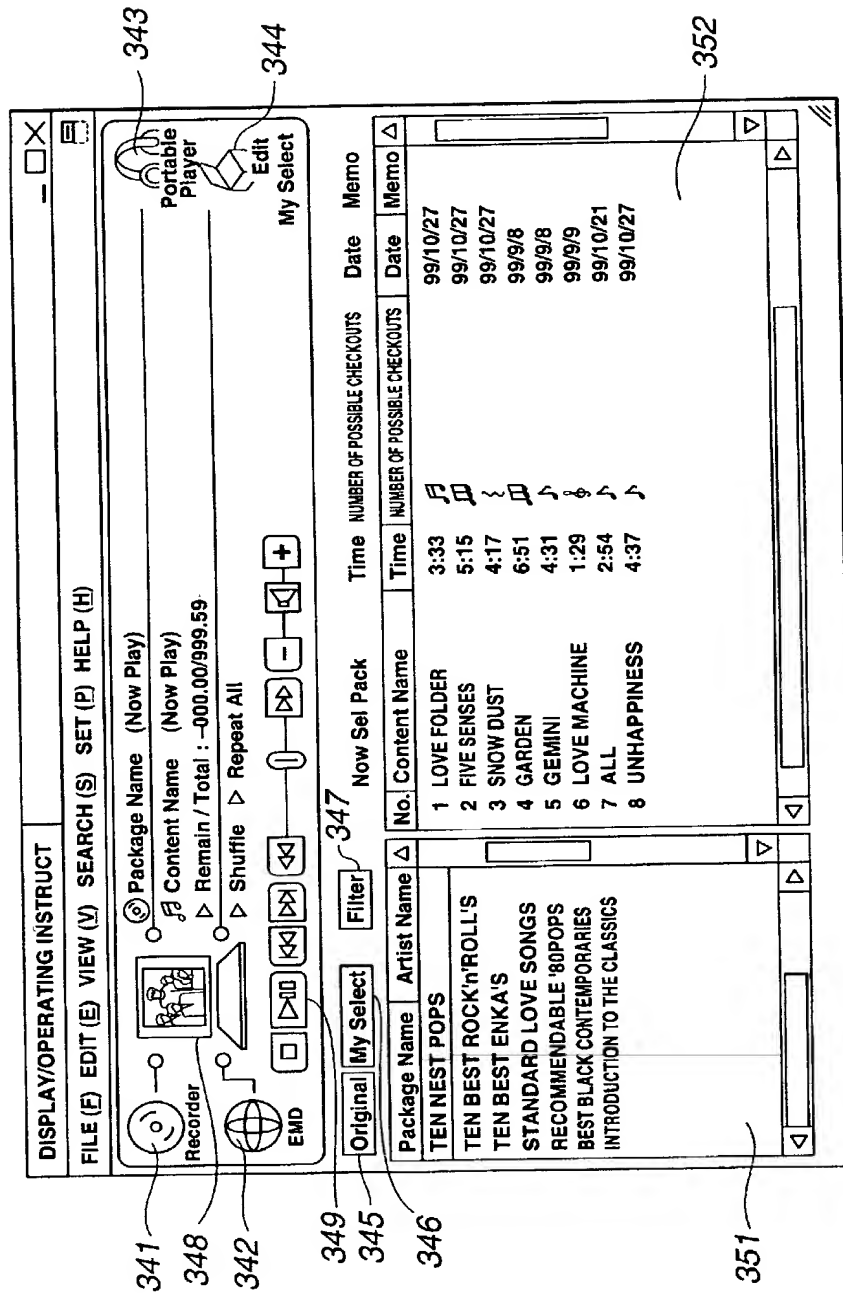 DISPLAY/OPERATING INSTRUCT
FILE (F) EDIT (E) VIEW (V) SEARCH (S) SET (P) HELP (H)
341
Recorder
348
342
EMD
Package Name (Now Play)
Content Name (Now Play)
Remain / Total : –000.00/999.59
Shuffle Repeat All
Portable
Player
343
Edit
344
My Select
349
345
346
Original My Select Filter 347
Now Sel Pack Time NUMBER OF POSSIBLE CHECKOUTS Date Memo
Package Name Artist Name
TEN NEST POPS
TEN BEST ROCK'n'ROLL'S
TEN BEST ENKA'S
STANDARD LOVE SONGS
RECOMMENDABLE '80POPS
BEST BLACK CONTEMPORARIES
INTRODUCTION TO THE CLASSICS
351
No. Content Name Time NUMBER OF POSSIBLE CHECKOUTS Date Memo
1 LOVE FOLDER 3:33 99/10/27
2 FIVE SENSES 5:15 99/10/27
3 SNOW DUST 4:17 99/10/27
4 GARDEN 6:51 99/9/8
5 GEMINI 4:31 99/9/8
6 LOVE MACHINE 1:29 99/9/9
7 ALL 2:54 99/10/21
8 UNHAPPINESS 4:37 99/10/27
352